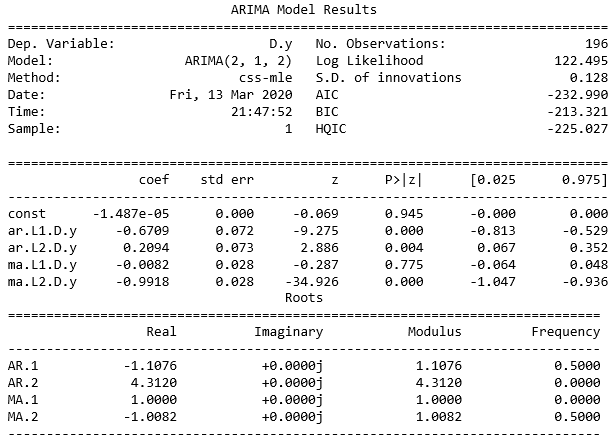 ARIMA Model Results
==============================================================================
Dep. Variable: D.y No. Observations: 196
Model: ARIMA(2, 1, 2) Log Likelihood 122.495
Method: css-mle S.D. of innovations 0.128
Date: Fri, 13 Mar 2020 AIC -232.990
Time: 21:47:52 BIC -213.321
Sample: 1 HQIC -225.027
==============================================================================
coef std err z P>|z| [0.025 0.975]
------------------------------------------------------------------------------
const -1.487e-05 0.000 -0.069 0.945 -0.000 0.000
ar.L1.D.y -0.6709 0.072 -9.275 0.000 -0.813 -0.529
ar.L2.D.y 0.2094 0.073 2.886 0.004 0.067 0.352
ma.L1.D.y -0.0082 0.028 -0.287 0.775 -0.064 0.048
ma.L2.D.y -0.9918 0.028 -34.926 0.000 -1.047 -0.936
Roots
=============================================================================
Real Imaginary Modulus Frequency
-----------------------------------------------------------------------------
AR.1 -1.1076 +0.0000j 1.1076 0.5000
AR.2 4.3120 +0.0000j 4.3120 0.0000
MA.1 1.0000 +0.0000j 1.0000 0.0000
MA.2 -1.0082 +0.0000j 1.0082 0.5000
-----------------------------------------------------------------------------